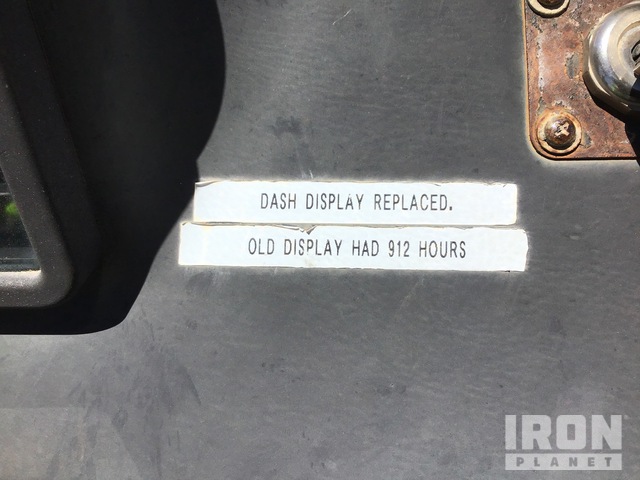 DASH DISPLAY REPLACED.
OLD DISPLAY HAD 912 HOURS
IRON
PLANET